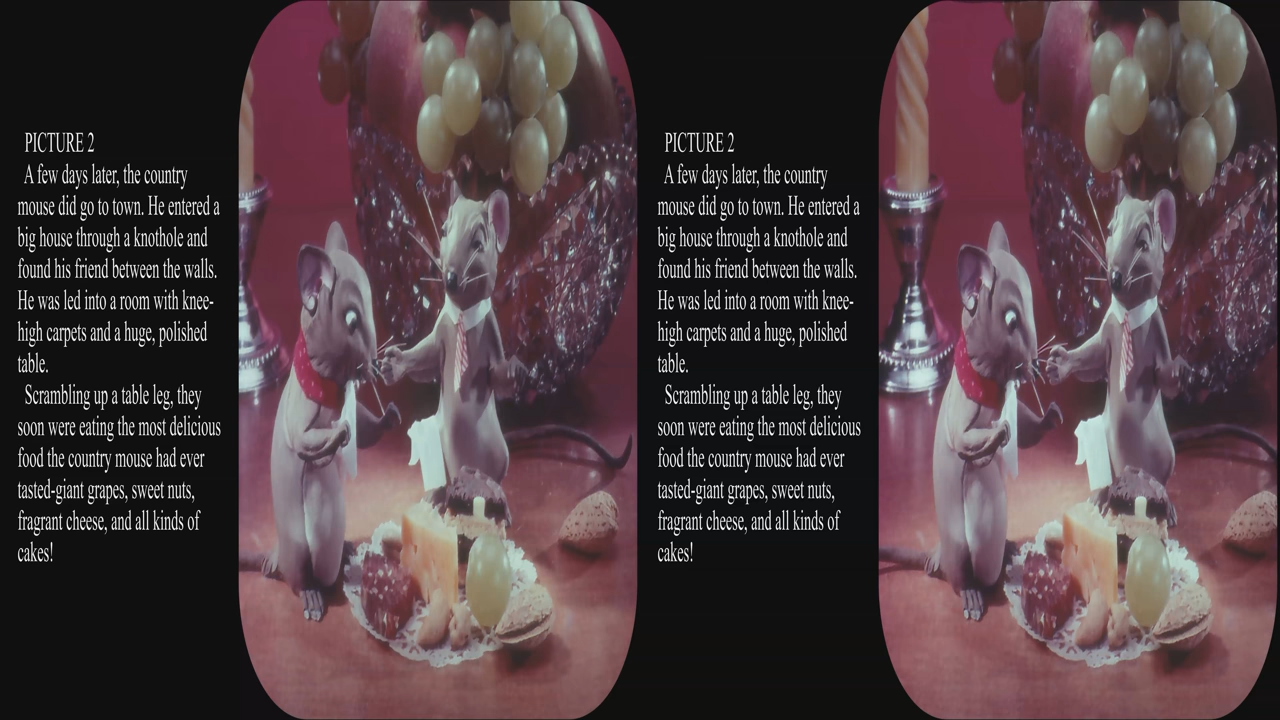 PICTURE 2
A few days later, the country
mouse did go to town. He entered a
big house through a knothole and
found his friend between the walls.
He was led into a room with knee-
high carpets and a huge, polished
table.
Scrambling up a table leg, they
soon were eating the most delicious
food the country mouse had ever
tasted-giant grapes, sweet nuts,
fragrant cheese, and all kinds of
cakes!
PICTURE 2
A few days later, the country
mouse did go to town. He entered a
big house through a knothole and
found his friend between the walls.
He was led into a room with knee-
high carpets and a huge, polished
table.
Scrambling up a table leg, they
soon were eating the most delicious
food the country mouse had ever
tasted-giant grapes, sweet nuts,
fragrant cheese, and all kinds of
cakes!